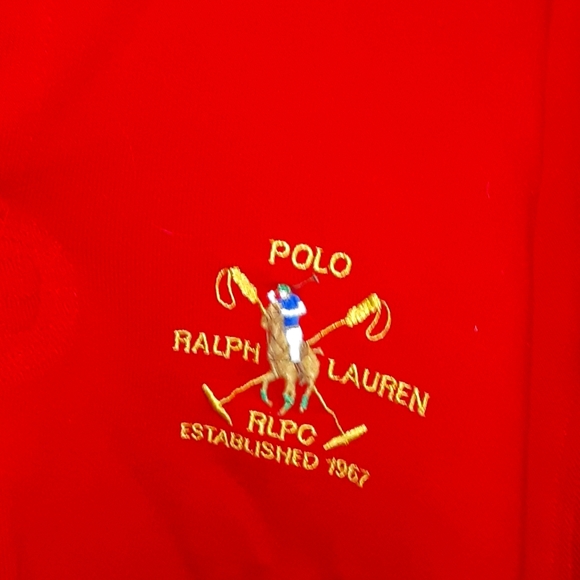 POLO
RALPH LAUREN
RLPC
ESTABLISHED 1967